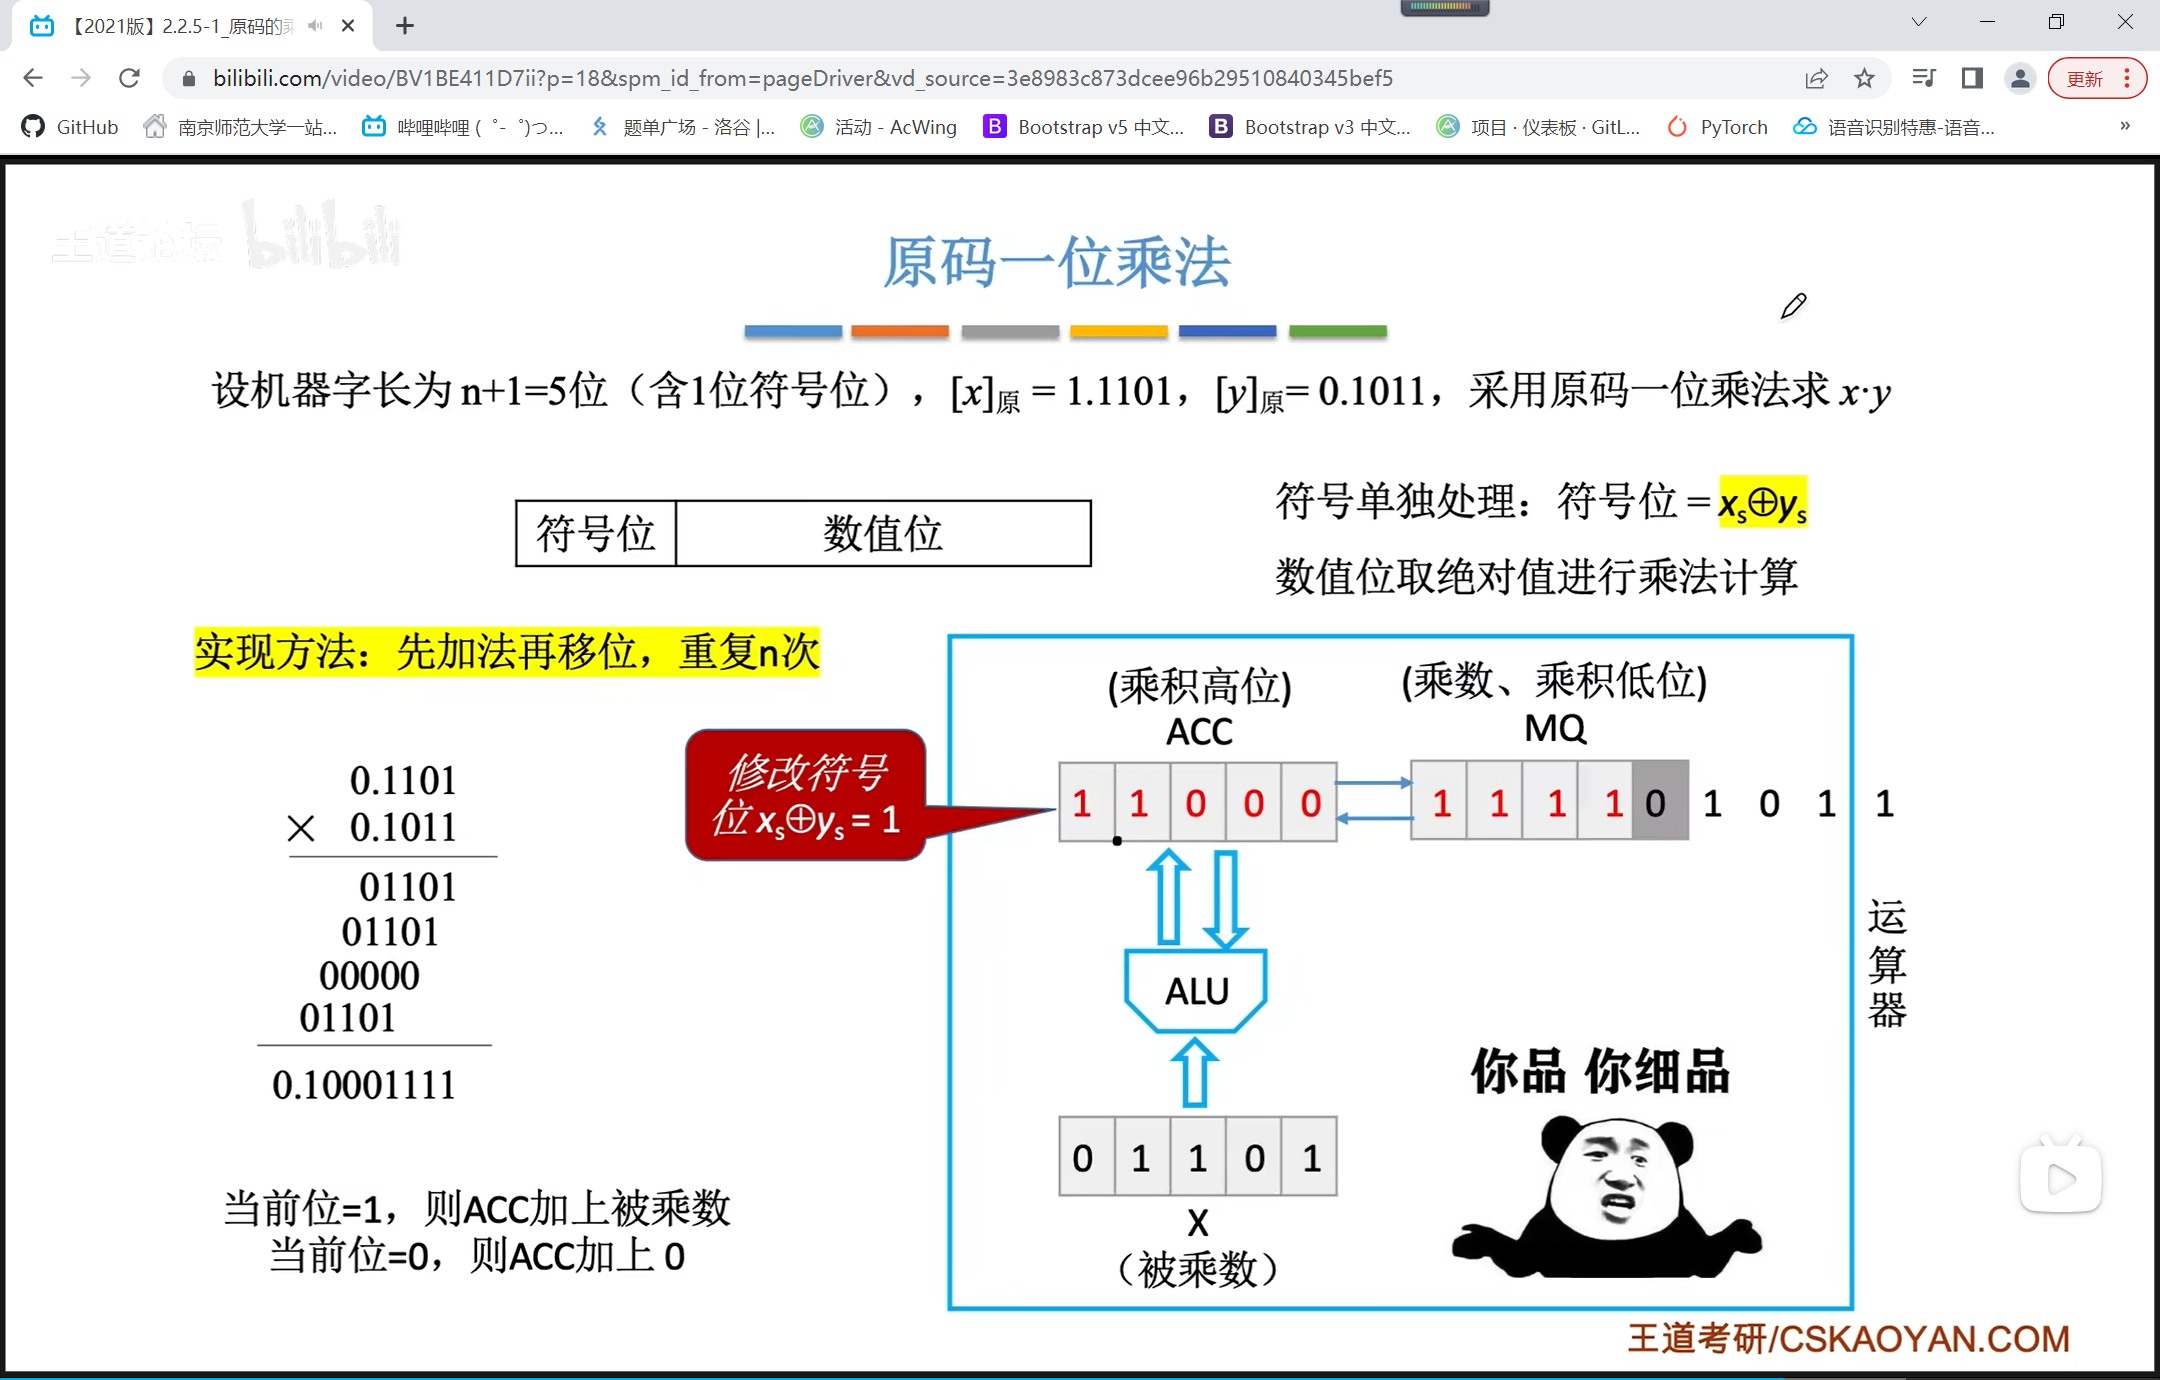 【2021版】2.2.5-1_原码的乘
bilibili.com/video/BV1BE411D7ii?p=18&spm_id_from=pageDriver&vd_source=3e8983c873dcee96b29510840345bef5
更新
GitHub
南京师范大学一站...
哔哩哔哩 ( ゜- ゜)つ...
题单广场 - 洛谷 |...
活动 - AcWing
Bootstrap v5 中文...
Bootstrap v3 中文...
项目 · 仪表板 · GitL...
PyTorch
语音识别特惠-语音...
»
王道论坛 bilibili
原码一位乘法
设机器字长为 n+1=5位（含1位符号位），[x]原 = 1.1101，[y]原= 0.1011，采用原码一位乘法求 x·y
符号位 数值位
符号单独处理：符号位 = xs⊕ys
数值位取绝对值进行乘法计算
实现方法：先加法再移位，重复n次
0.1101
× 0.1011
01101
01101
00000
01101
0.10001111
当前位=1，则ACC加上被乘数
当前位=0，则ACC加上 0
修改符号
位 xs⊕ys = 1
(乘积高位)
ACC
(乘数、乘积低位)
MQ
1 1 0 0 0
1 1 1 1 0 1 0 1 1
ALU
0 1 1 0 1
X
（被乘数）
运算器
你品 你细品
王道考研/CSKAOYAN.COM